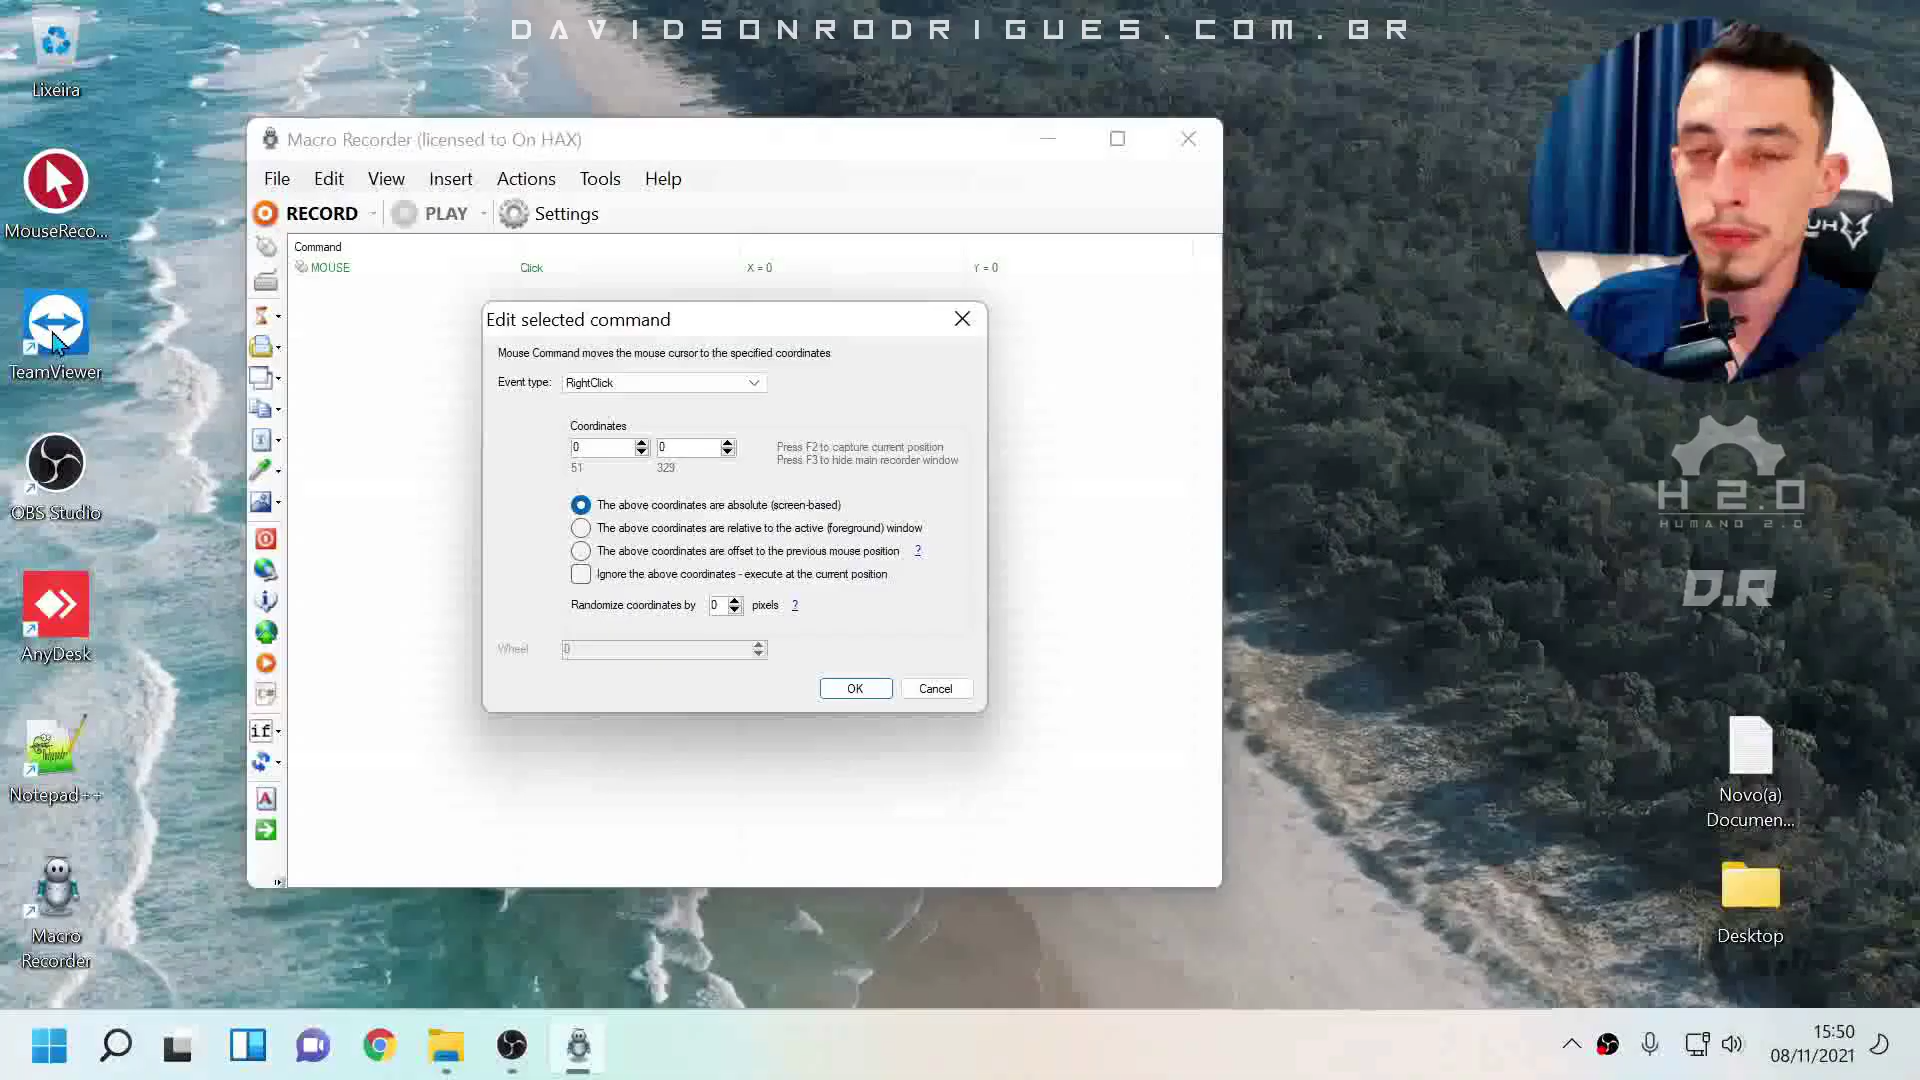 DAVIDSONRODRIGUES.COM.BR
Lixeira
MouseReco...
TeamViewer
OBS Studio
AnyDesk
Notepad++
Macro
Recorder
Macro Recorder (licensed to On HAX)
File Edit View Insert Actions Tools Help
RECORD PLAY Settings
Command
MOUSE Click X = 0 Y = 0
Edit selected command
Mouse Command moves the mouse cursor to the specified coordinates
Event type: RightClick
Coordinates
0 0
51 329
Press F2 to capture current position
Press F3 to hide main recorder window
The above coordinates are absolute (screen-based)
The above coordinates are relative to the active (foreground) window
The above coordinates are offset to the previous mouse position ?
Ignore the above coordinates - execute at the current position
Randomize coordinates by 0 pixels ?
Wheel 0
OK Cancel
if
H 2.0
HUMANO 2.0
D.R
Novo(a)
Documen...
Desktop
15:50
08/11/2021